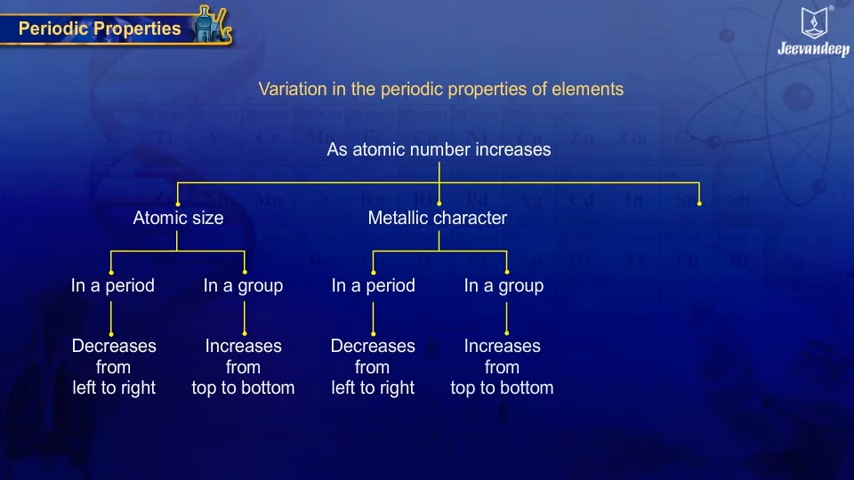 Periodic Properties
Jeevandeep
Variation in the periodic properties of elements
As atomic number increases
Atomic size
Metallic character
In a period
In a group
In a period
In a group
Decreases
from
left to right
Increases
from
top to bottom
Decreases
from
left to right
Increases
from
top to bottom